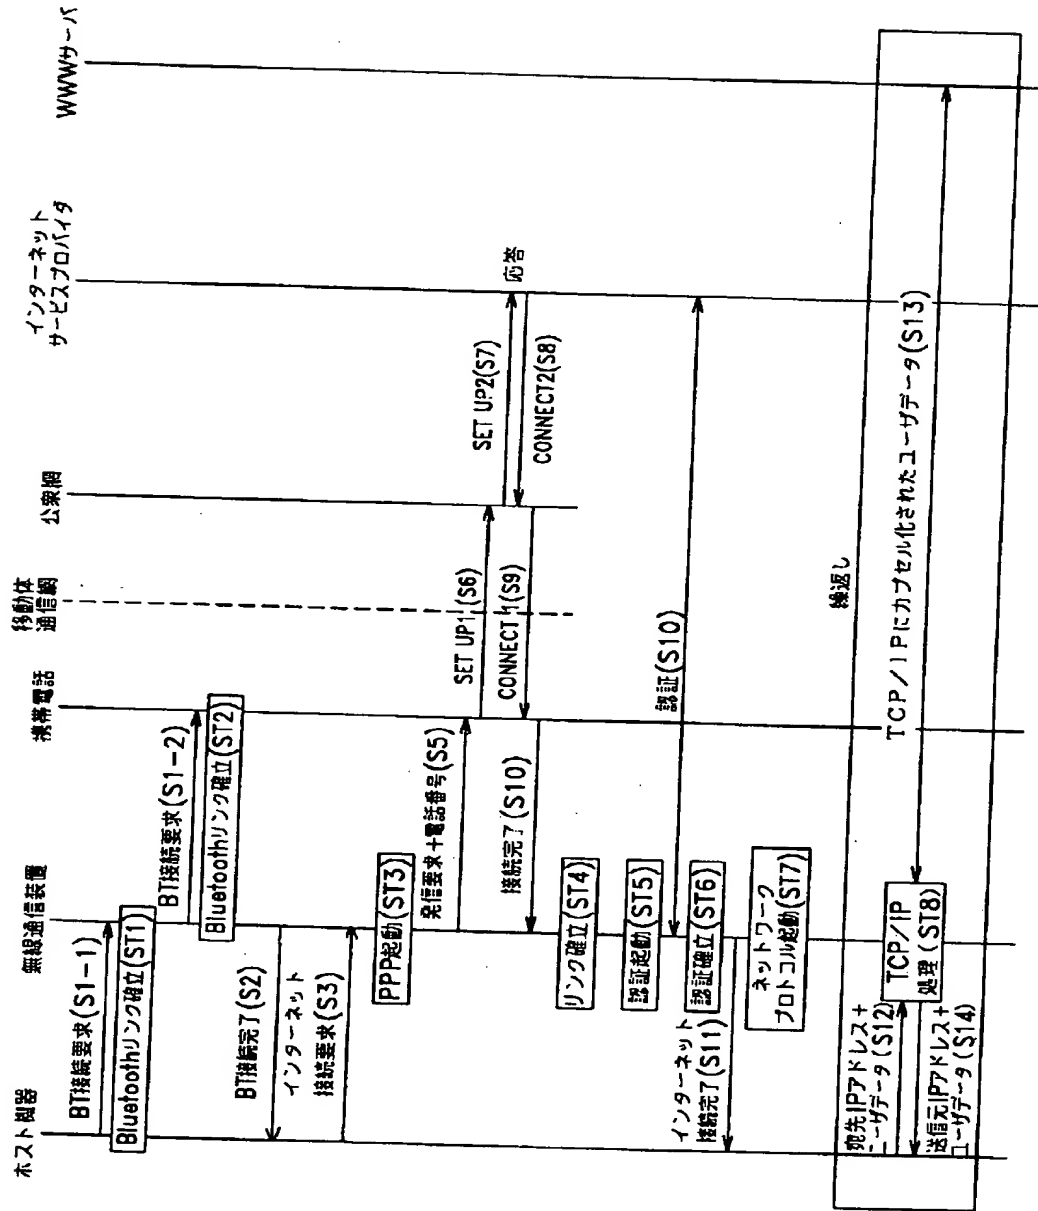 ホスト機器
無線通信装置
携帯電話
移動体
通信網
公衆網
インターネット
サービスプロバイダ
WWWサーバ
BT接続要求(S1-1)
Bluetoothリンク確立(ST1)
BT接続要求(S1-2)
Bluetoothリンク確立(ST2)
BT接続完了(S2)
インターネット
接続要求(S3)
PPP起動(ST3)
発信要求+電話番号(S5)
SET UP1(S6)
SET UP2(S7)
応答
CONNECT2(S8)
CONNECT1(S9)
接続完了(S10)
リンク確立(ST4)
認証起動(ST5)
認証(S10)
認証確立(ST6)
インターネット
接続完了(S11)
ネットワーク
プロトコル起動(ST7)
繰返し
宛先IPアドレス+
ユーザデータ(S12)
TCP/IP
処理(ST8)
TCP/IPにカプセル化されたユーザデータ(S13)
送信元IPアドレス+
ユーザデータ(S14)